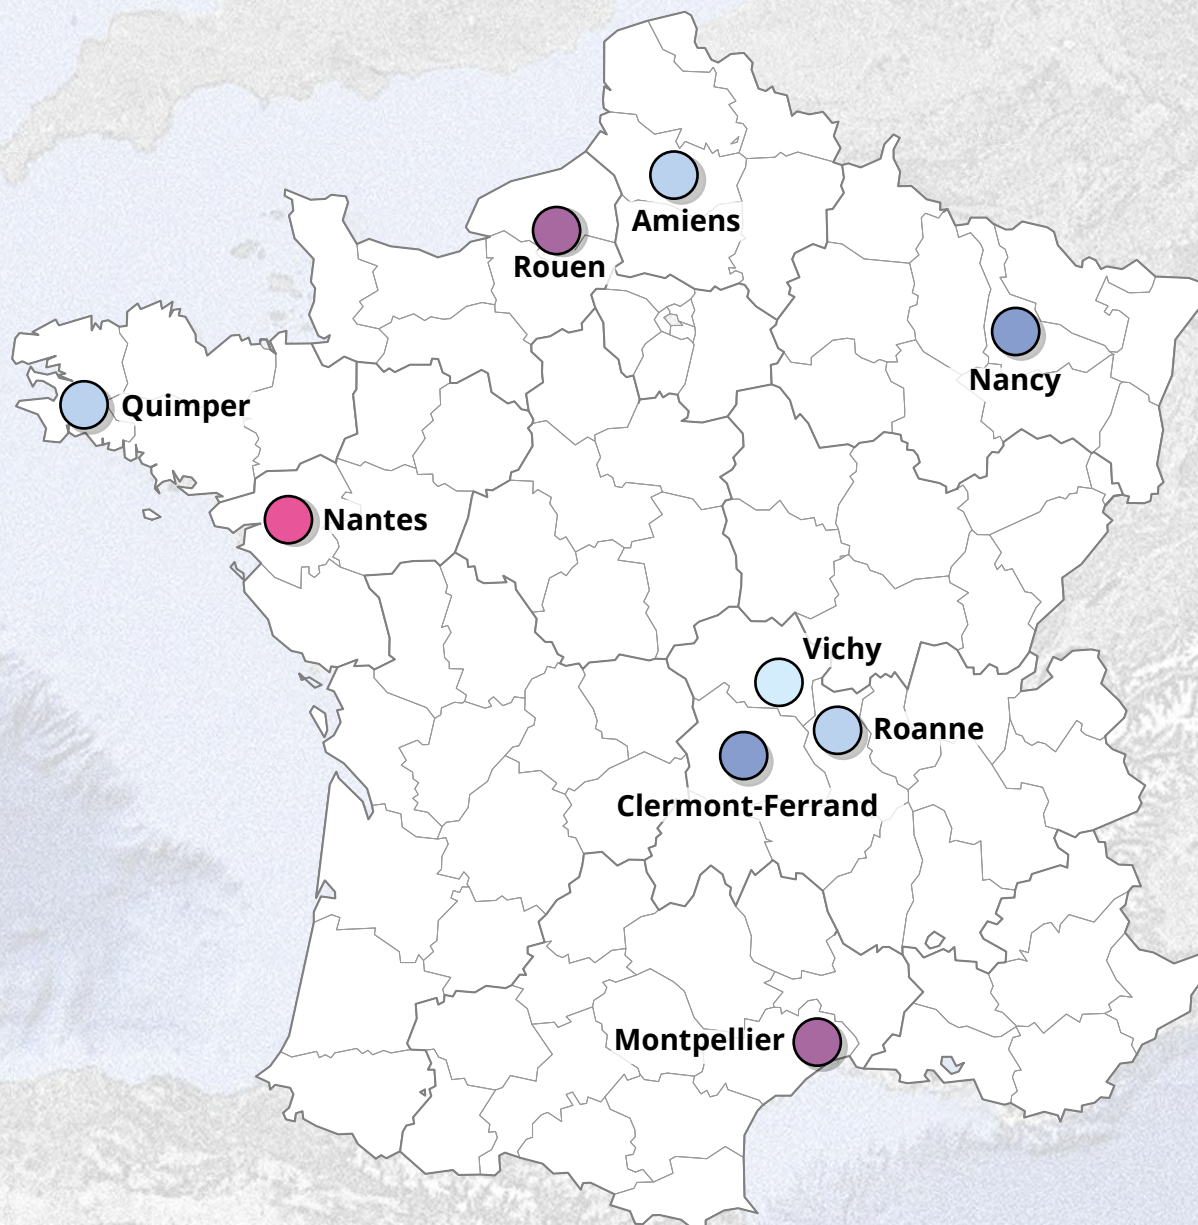 Amiens
Rouen
Nancy
Quimper
Nantes
Vichy
Roanne
Clermont-Ferrand
Montpellier